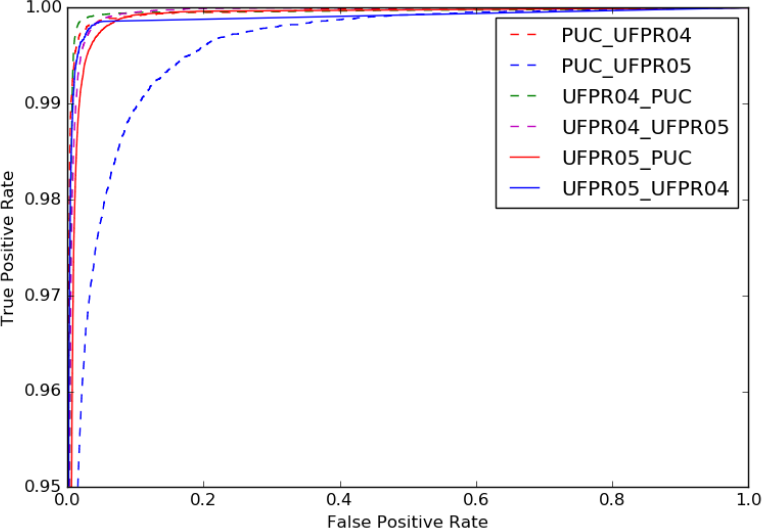 1.00
0.99
0.98
0.97
0.96
0.95
True Positive Rate
PUC_UFPR04
PUC_UFPR05
UFPR04_PUC
UFPR04_UFPR05
UFPR05_PUC
UFPR05_UFPR04
0.0 0.2 0.4 0.6 0.8 1.0
False Positive Rate